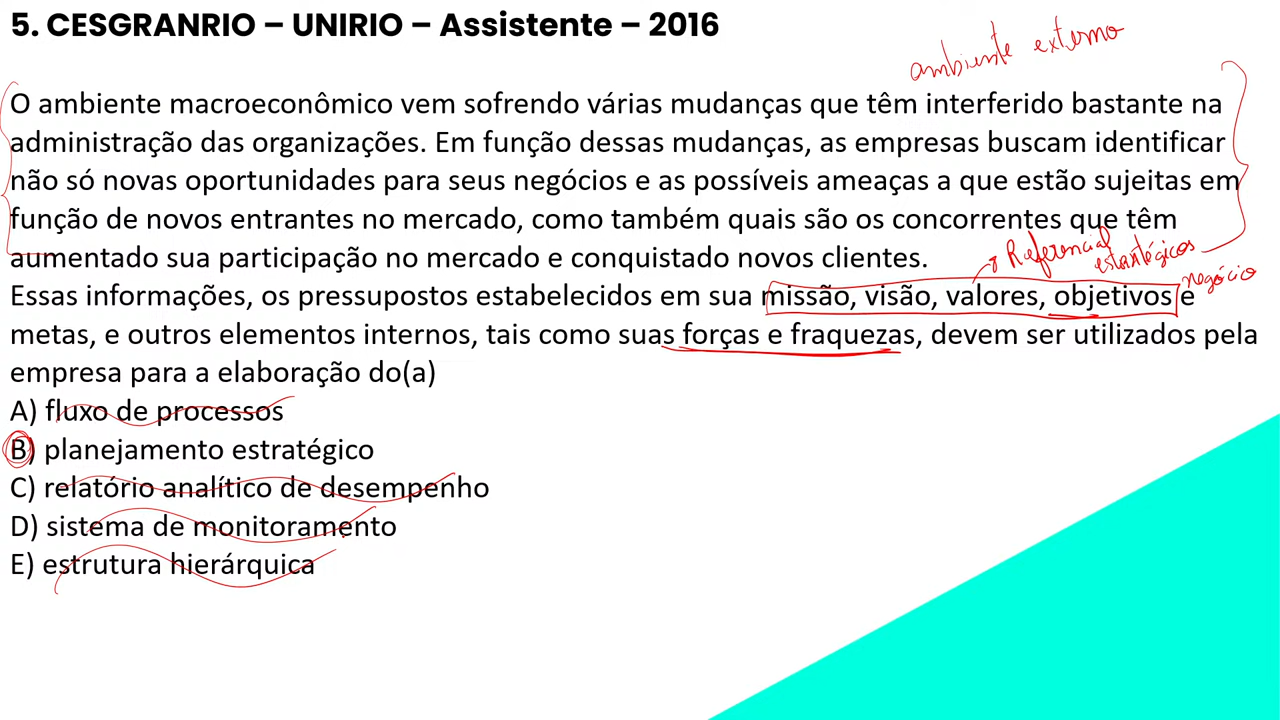 5. CESGRANRIO – UNIRIO – Assistente – 2016
ambiente externo
O ambiente macroeconômico vem sofrendo várias mudanças que têm interferido bastante na
administração das organizações. Em função dessas mudanças, as empresas buscam identificar
não só novas oportunidades para seus negócios e as possíveis ameaças a que estão sujeitas em
função de novos entrantes no mercado, como também quais são os concorrentes que têm
aumentado sua participação no mercado e conquistado novos clientes.
Referencial
estratégicos
negócio
Essas informações, os pressupostos estabelecidos em sua missão, visão, valores, objetivos e
metas, e outros elementos internos, tais como suas forças e fraquezas, devem ser utilizados pela
empresa para a elaboração do(a)
A) fluxo de processos
B) planejamento estratégico
C) relatório analítico de desempenho
D) sistema de monitoramento
E) estrutura hierárquica